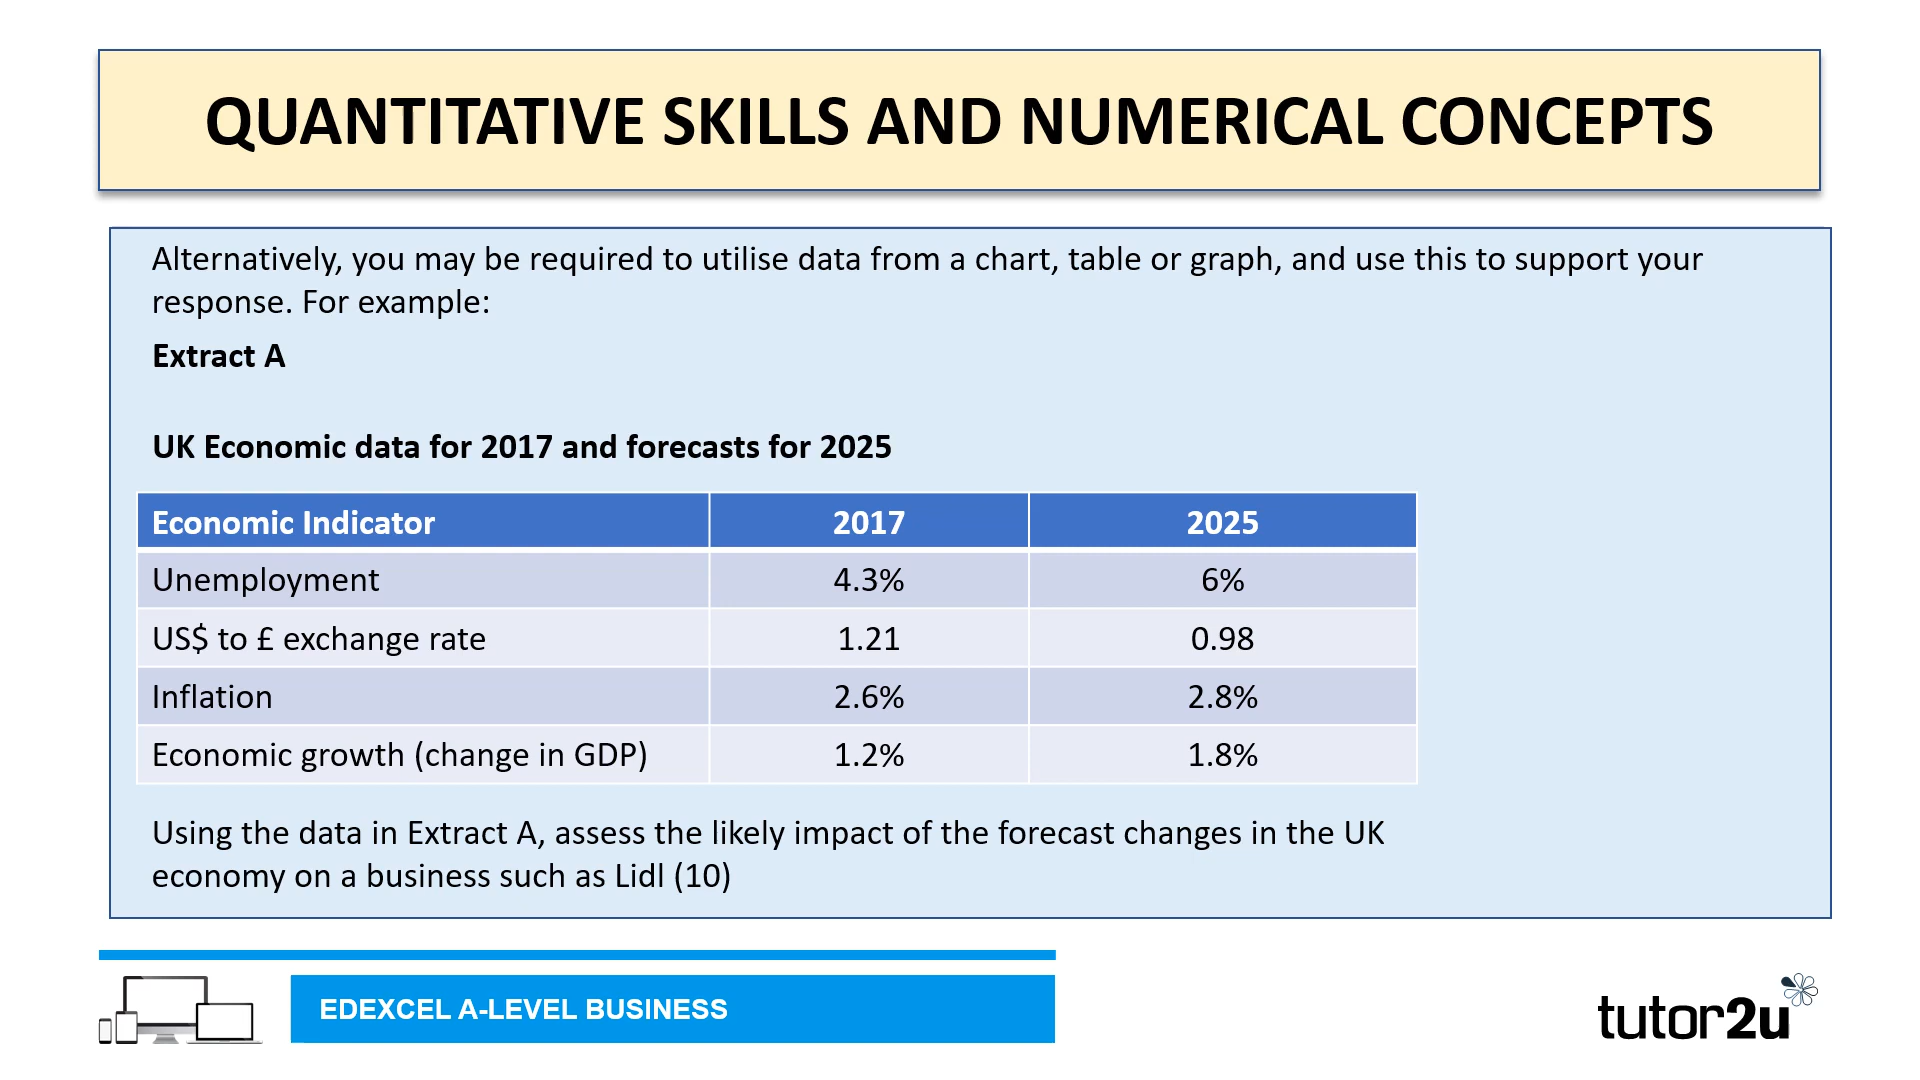 QUANTITATIVE SKILLS AND NUMERICAL CONCEPTS
Alternatively, you may be required to utilise data from a chart, table or graph, and use this to support your
response. For example:
Extract A
UK Economic data for 2017 and forecasts for 2025
Economic Indicator 2017 2025
Unemployment 4.3% 6%
US$ to £ exchange rate 1.21 0.98
Inflation 2.6% 2.8%
Economic growth (change in GDP) 1.2% 1.8%
Using the data in Extract A, assess the likely impact of the forecast changes in the UK
economy on a business such as Lidl (10)
EDEXCEL A-LEVEL BUSINESS
tutor2u